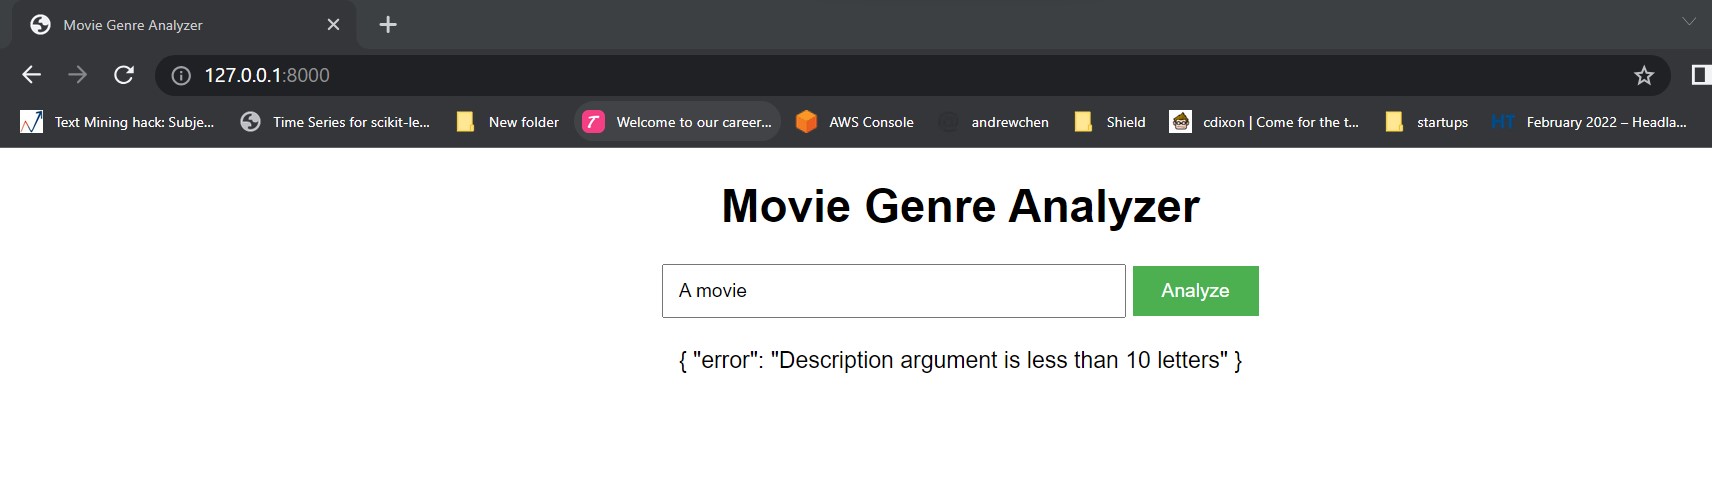 Movie Genre Analyzer
127.0.0.1:8000
Text Mining hack: Subje... Time Series for scikit-le... New folder Welcome to our career... AWS Console andrewchen Shield cdixon | Come for the t... startups HT February 2022 – Headla...
Movie Genre Analyzer
A movie Analyze
{ "error": "Description argument is less than 10 letters" }